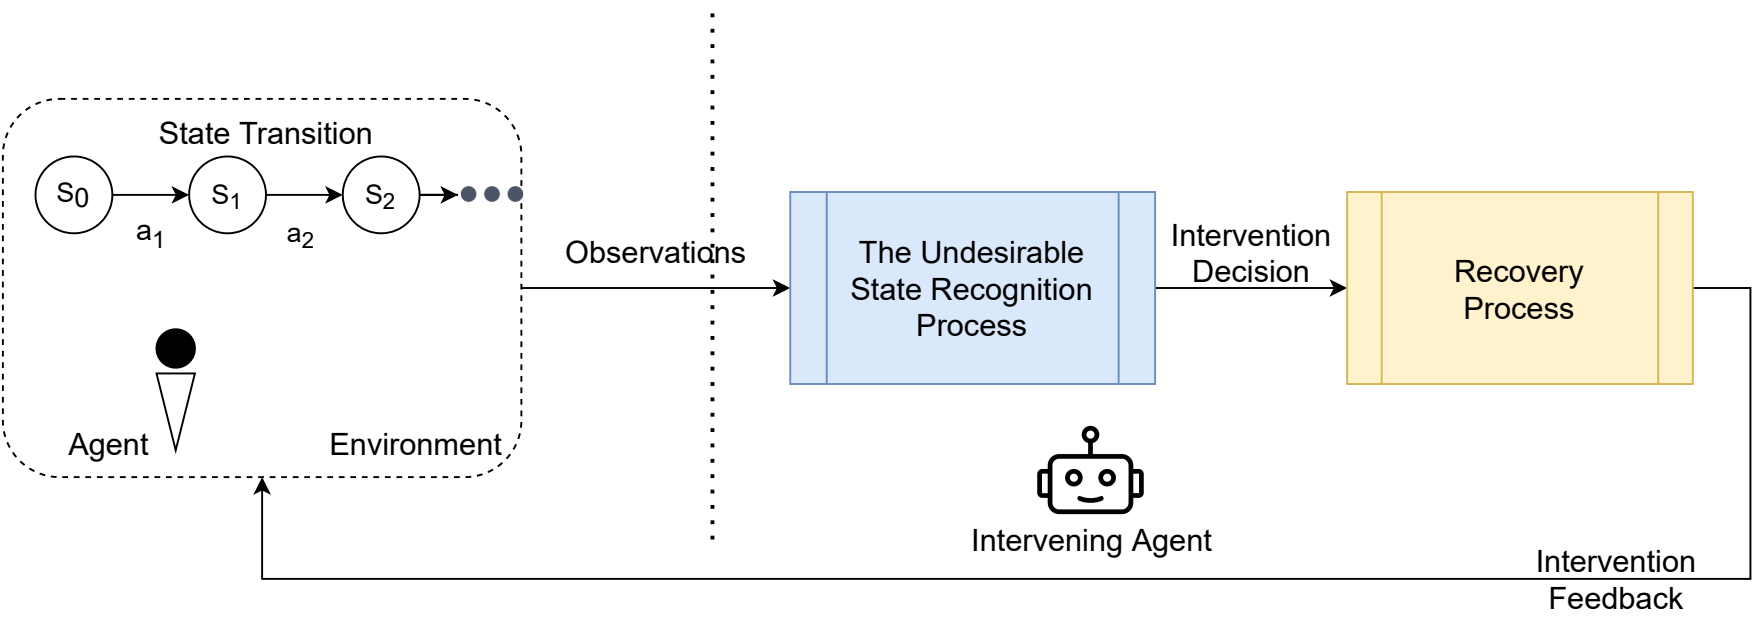 State Transition
S0
S1
S2
a1
a2
Agent
Environment
Observations
The Undesirable
State Recognition
Process
Intervention
Decision
Recovery
Process
Intervening Agent
Intervention
Feedback